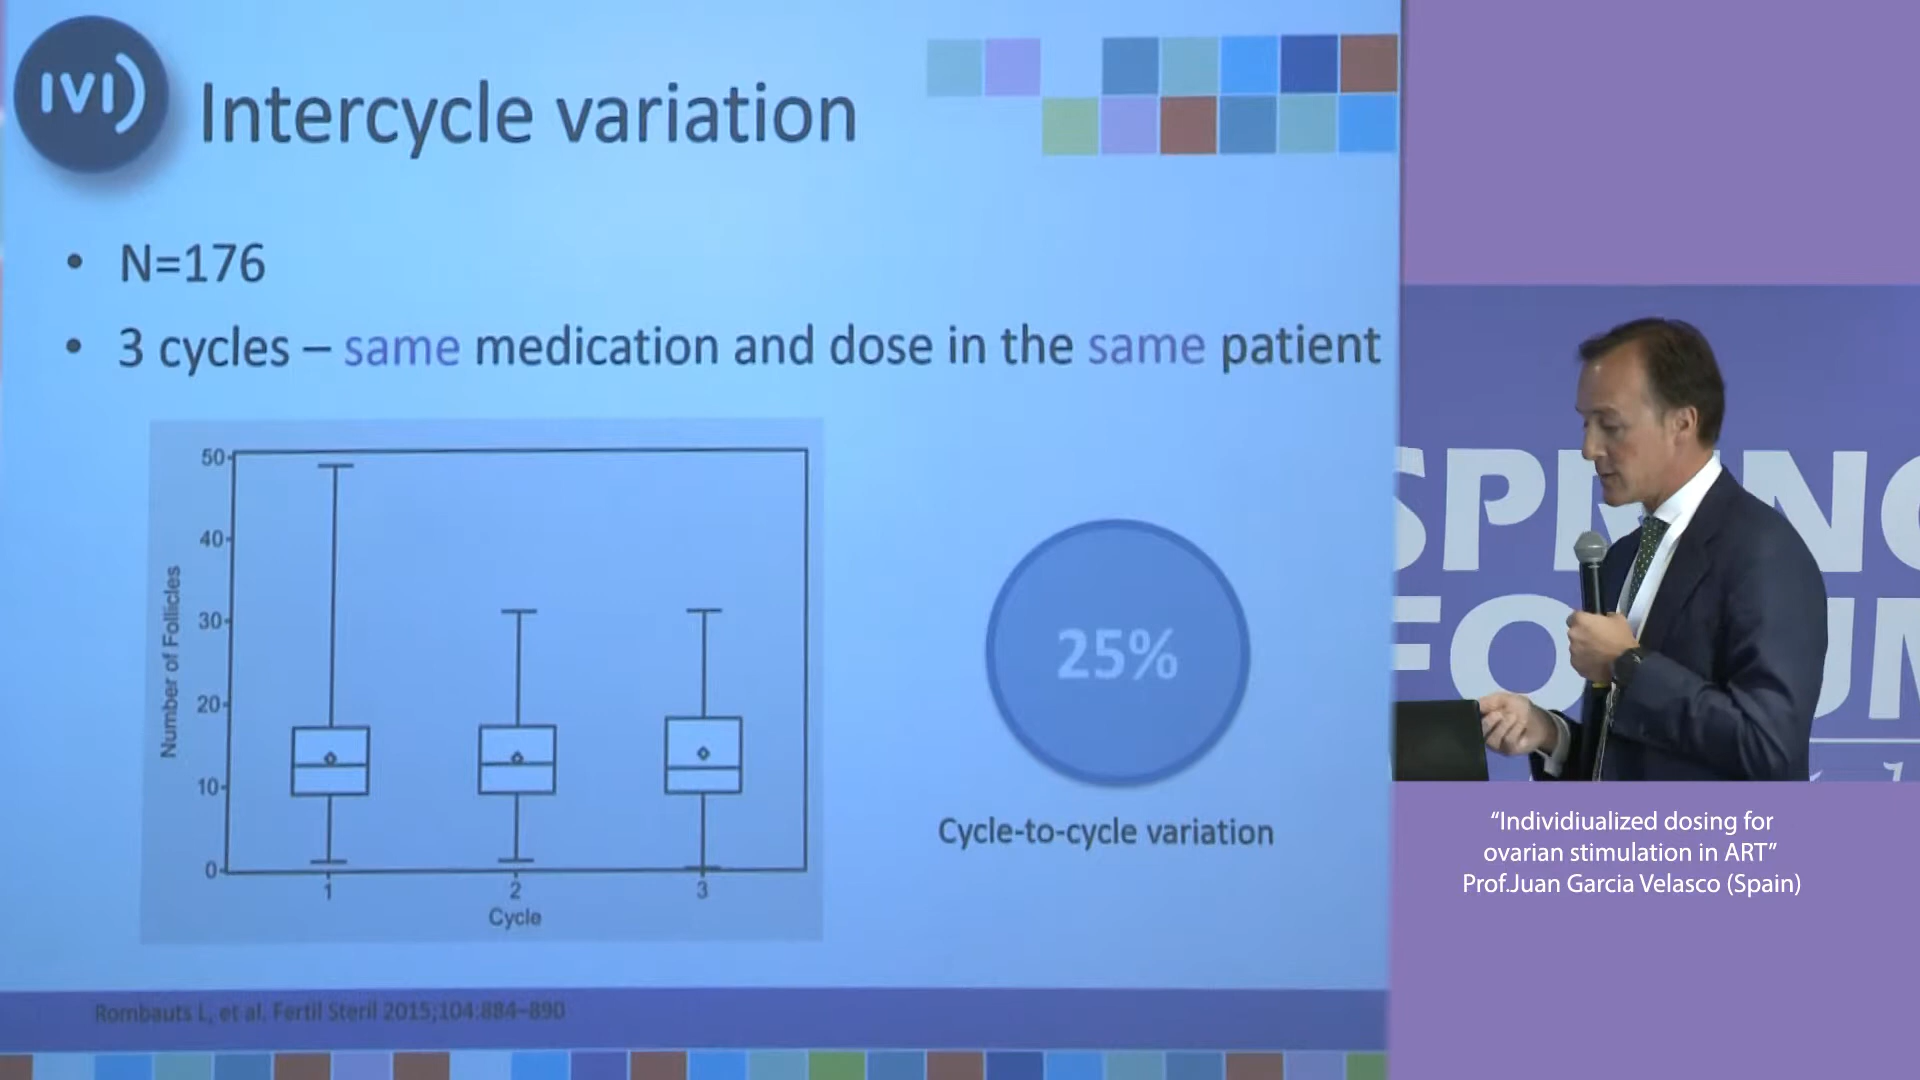 IVI
Intercycle variation
• N=176
• 3 cycles – same medication and dose in the same patient
50
40
30
20
10
0
Number of Follicles
1 2 3
Cycle
25%
Cycle-to-cycle variation
Rombauts L, et al. Fertil Steril 2015;104:884–890
SPRING
FORUM
“Individiualized dosing for
ovarian stimulation in ART”
Prof.Juan Garcia Velasco (Spain)